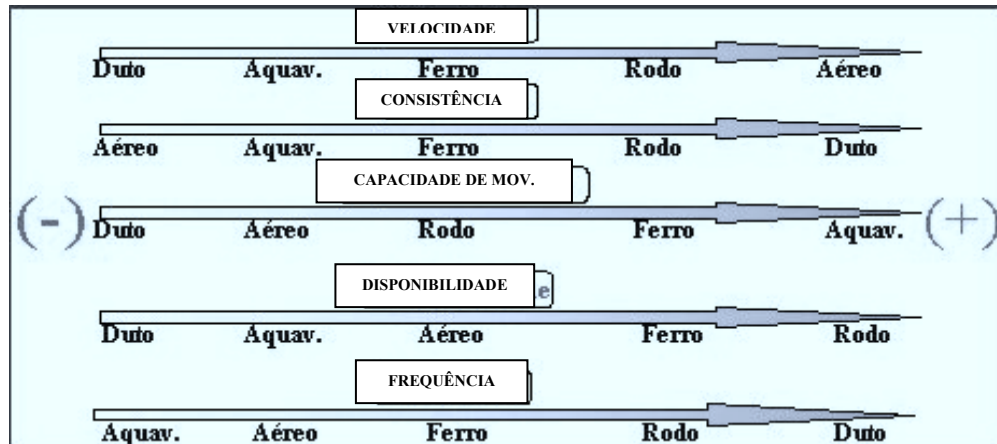 VELOCIDADE
Duto Aquav. Ferro Rodo Aéreo
CONSISTÊNCIA
Aéreo Aquav. Ferro Rodo Duto
CAPACIDADE DE MOV.
(-) Duto Aéreo Rodo Ferro Aquav. (+)
DISPONIBILIDADE
Duto Aquav. Aéreo Ferro Rodo
FREQUÊNCIA
Aquav. Aéreo Ferro Rodo Duto